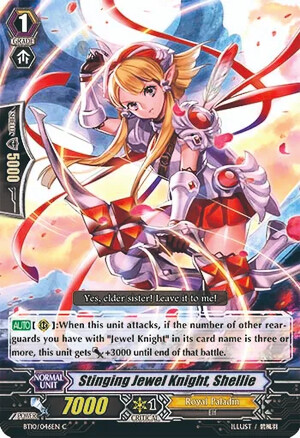 1
GRADE
SHIELD
5000
Yes, elder sister! Leave it to me!
AUTO [ R ]:When this unit attacks, if the number of other rear-
guards you have with "Jewel Knight" in its card name is three or
more, this unit gets +3000 until end of battle.
NORMAL
UNIT
Stinging Jewel Knight, Shellie
POWER
7000
1
CRITICAL
Royal Paladin
Elf
BT10/046EN C
ILLUST / 碧風羽